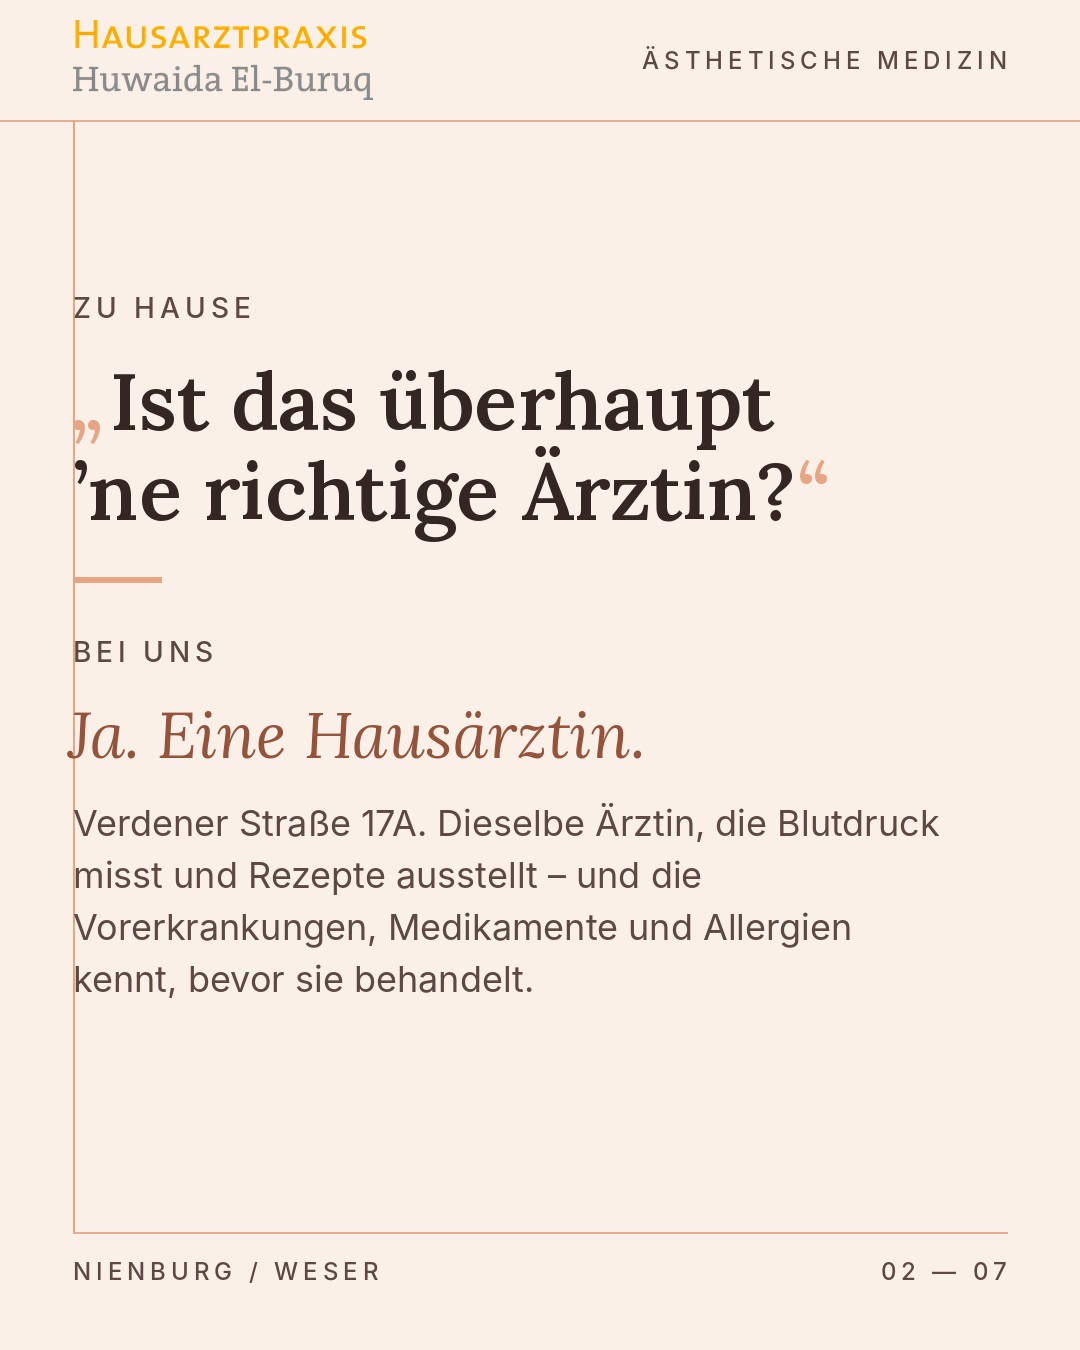 HAUSARZTPRAXIS
Huwaida El-Buruq
ÄSTHETISCHE MEDIZIN
ZU HAUSE
„Ist das überhaupt
’ne richtige Ärztin?“
BEI UNS
Ja. Eine Hausärztin.
Verdener Straße 17A. Dieselbe Ärztin, die Blutdruck
misst und Rezepte ausstellt – und die
Vorerkrankungen, Medikamente und Allergien
kennt, bevor sie behandelt.
NIENBURG / WESER
02 — 07